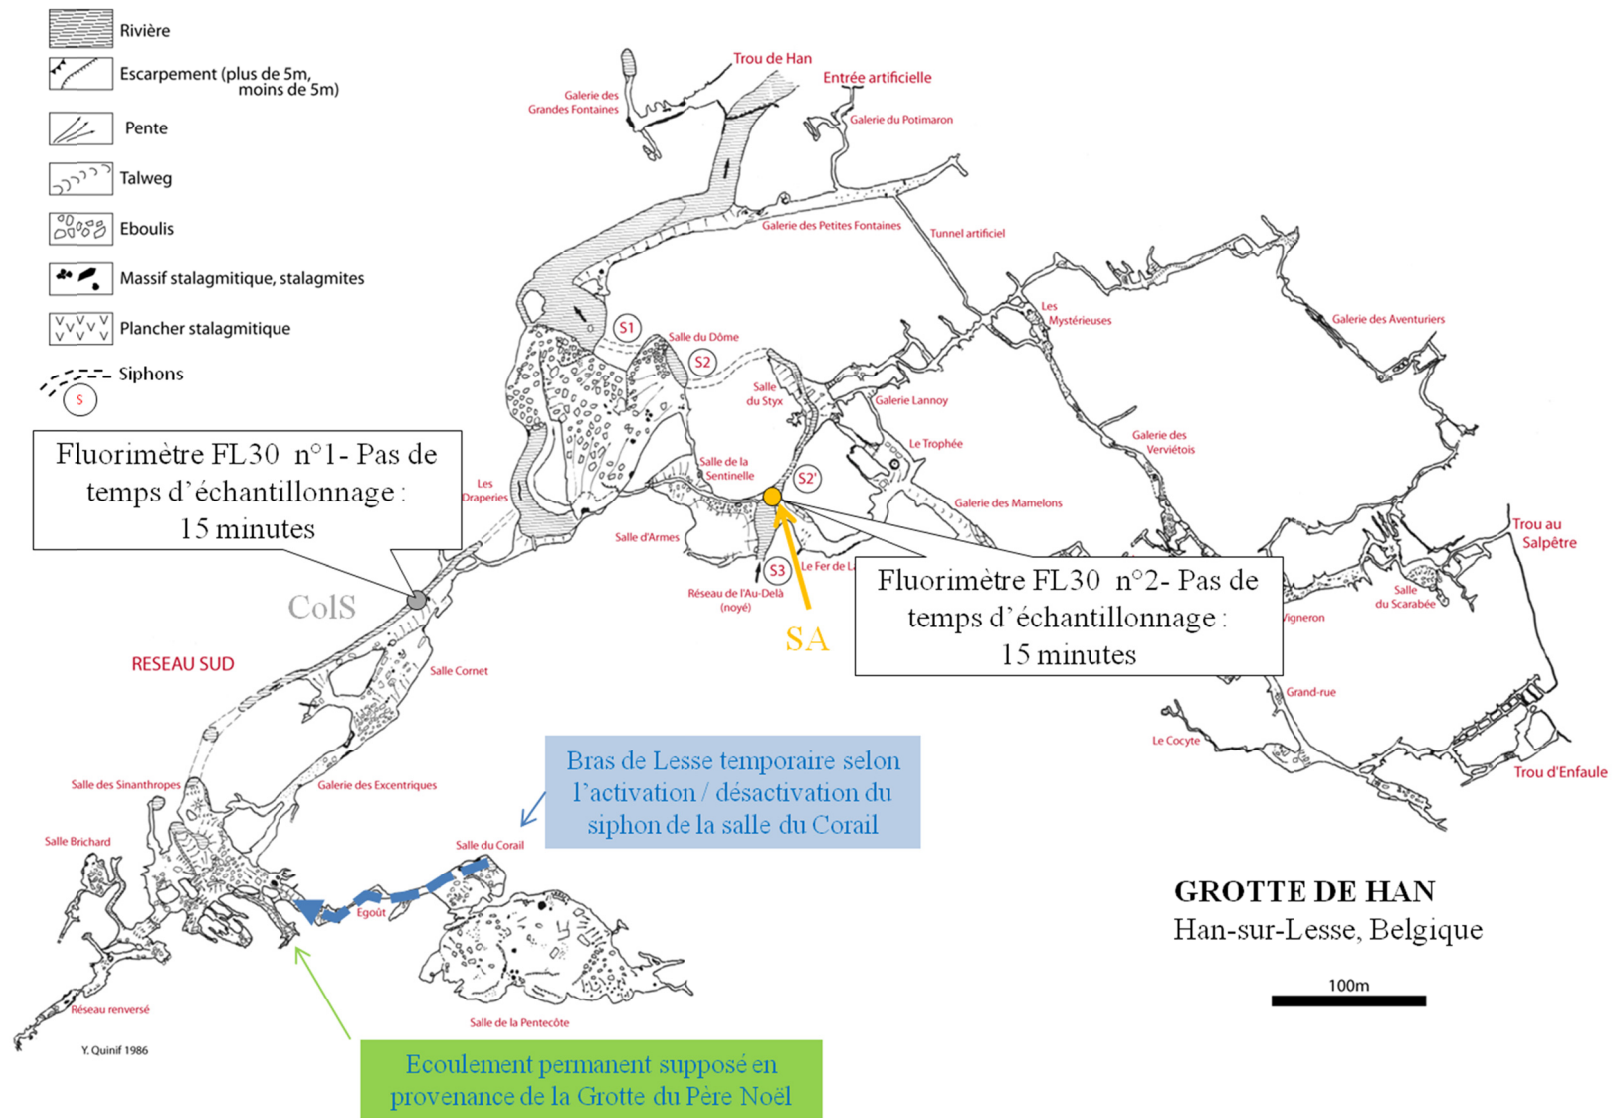 Rivière
Escarpement (plus de 5m,
moins de 5m)
Pente
Talweg
Eboulis
Massif stalagmitique, stalagmites
Plancher stalagmitique
Siphons
S
Trou de Han
Entrée artificielle
Galerie des
Grandes Fontaines
Galerie du Potimaron
Galerie des Petites Fontaines
Tunnel artificiel
Les
Mystérieuses
Galerie des Aventuriers
S1
Salle du Dôme
S2
Salle
du Styx
Galerie Lannoy
Le Trophée
Galerie des
Verviétois
Fluorimètre FL30 n°1- Pas de
temps d'échantillonnage :
15 minutes
Les
Draperies
Salle de la
Sentinelle
S2'
Galerie des Mamelons
Salle d'Armes
Trou au
Salpêtre
S3
Le Fer de
Réseau de l'Au-Delà
(noyé)
Fluorimètre FL30 n°2- Pas de
temps d'échantillonnage :
15 minutes
Salle
du Scarabée
Vigneron
ColS
SA
RESEAU SUD
Salle Cornet
Grand-rue
Le Cocyte
Trou d'Enfaule
Salle des Sinanthropes
Galerie des Excentriques
Bras de Lesse temporaire selon
l'activation / désactivation du
siphon de la salle du Corail
Salle Brichard
Salle du Corail
Egoût
GROTTE DE HAN
Han-sur-Lesse, Belgique
100m
Réseau renversé
Salle de la Pentecôte
Y. Quinif 1986
Ecoulement permanent supposé en
provenance de la Grotte du Père Noël